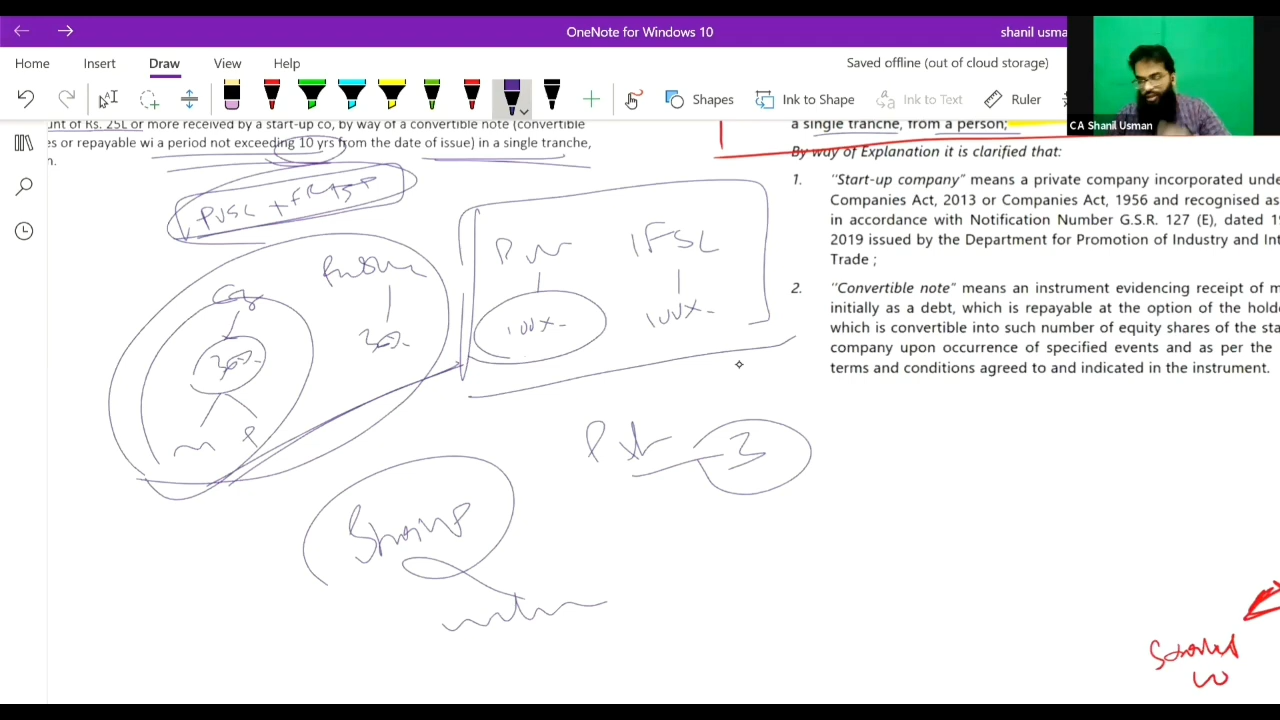 OneNote for Windows 10
shanil usma
Home Insert Draw View Help
Saved offline (out of cloud storage)
Shapes Ink to Shape Ink to Text Ruler
CA Shanil Usman
unt of Rs. 25L or more received by a start-up co, by way of a convertible note (convertible
es or repayable wi a period not exceeding 10 yrs from the date of issue) in a single tranche,
n.
a single tranche, from a person;
By way of Explanation it is clarified that:
1. "Start-up company" means a private company incorporated unde
Companies Act, 2013 or Companies Act, 1956 and recognised as
in accordance with Notification Number G.S.R. 127 (E), dated 1
2019 issued by the Department for Promotion of Industry and Int
Trade ;
2. "Convertible note" means an instrument evidencing receipt of m
initially as a debt, which is repayable at the option of the holde
which is convertible into such number of equity shares of the sta
company upon occurrence of specified events and as per the
terms and conditions agreed to and indicated in the instrument.
IFSL
100%
100%
3